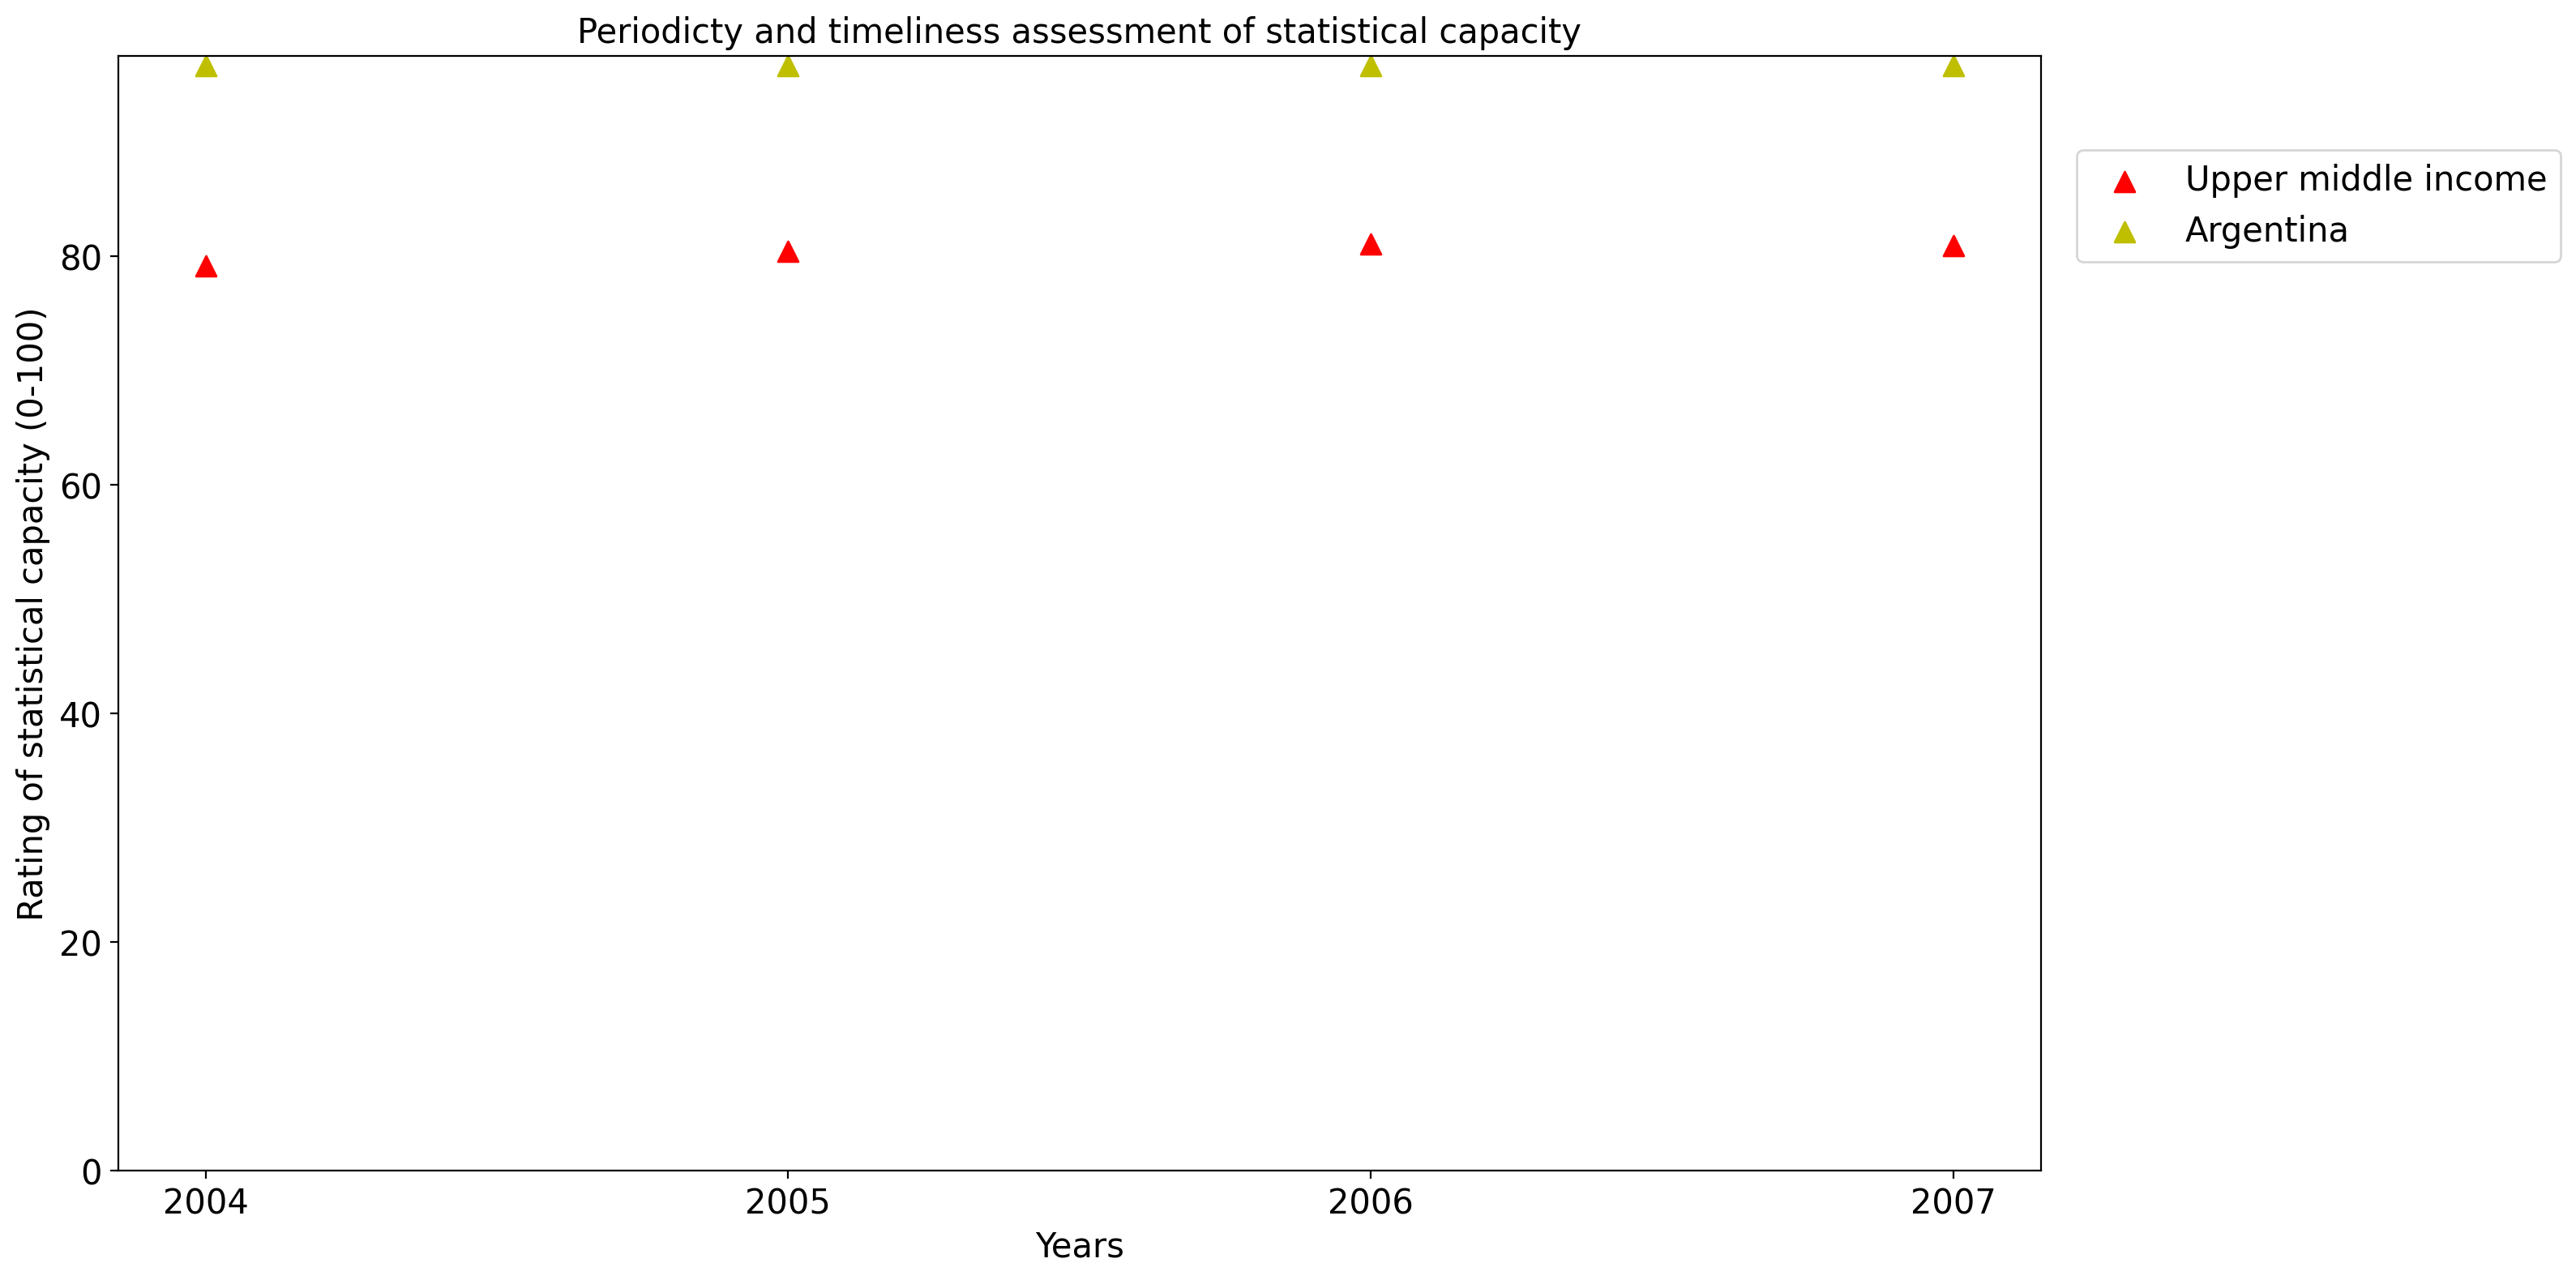 Periodicty and timeliness assessment of statistical capacity
Rating of statistical capacity (0-100)
80
60
40
20
0
2004 2005 2006 2007
Years
Upper middle income
Argentina